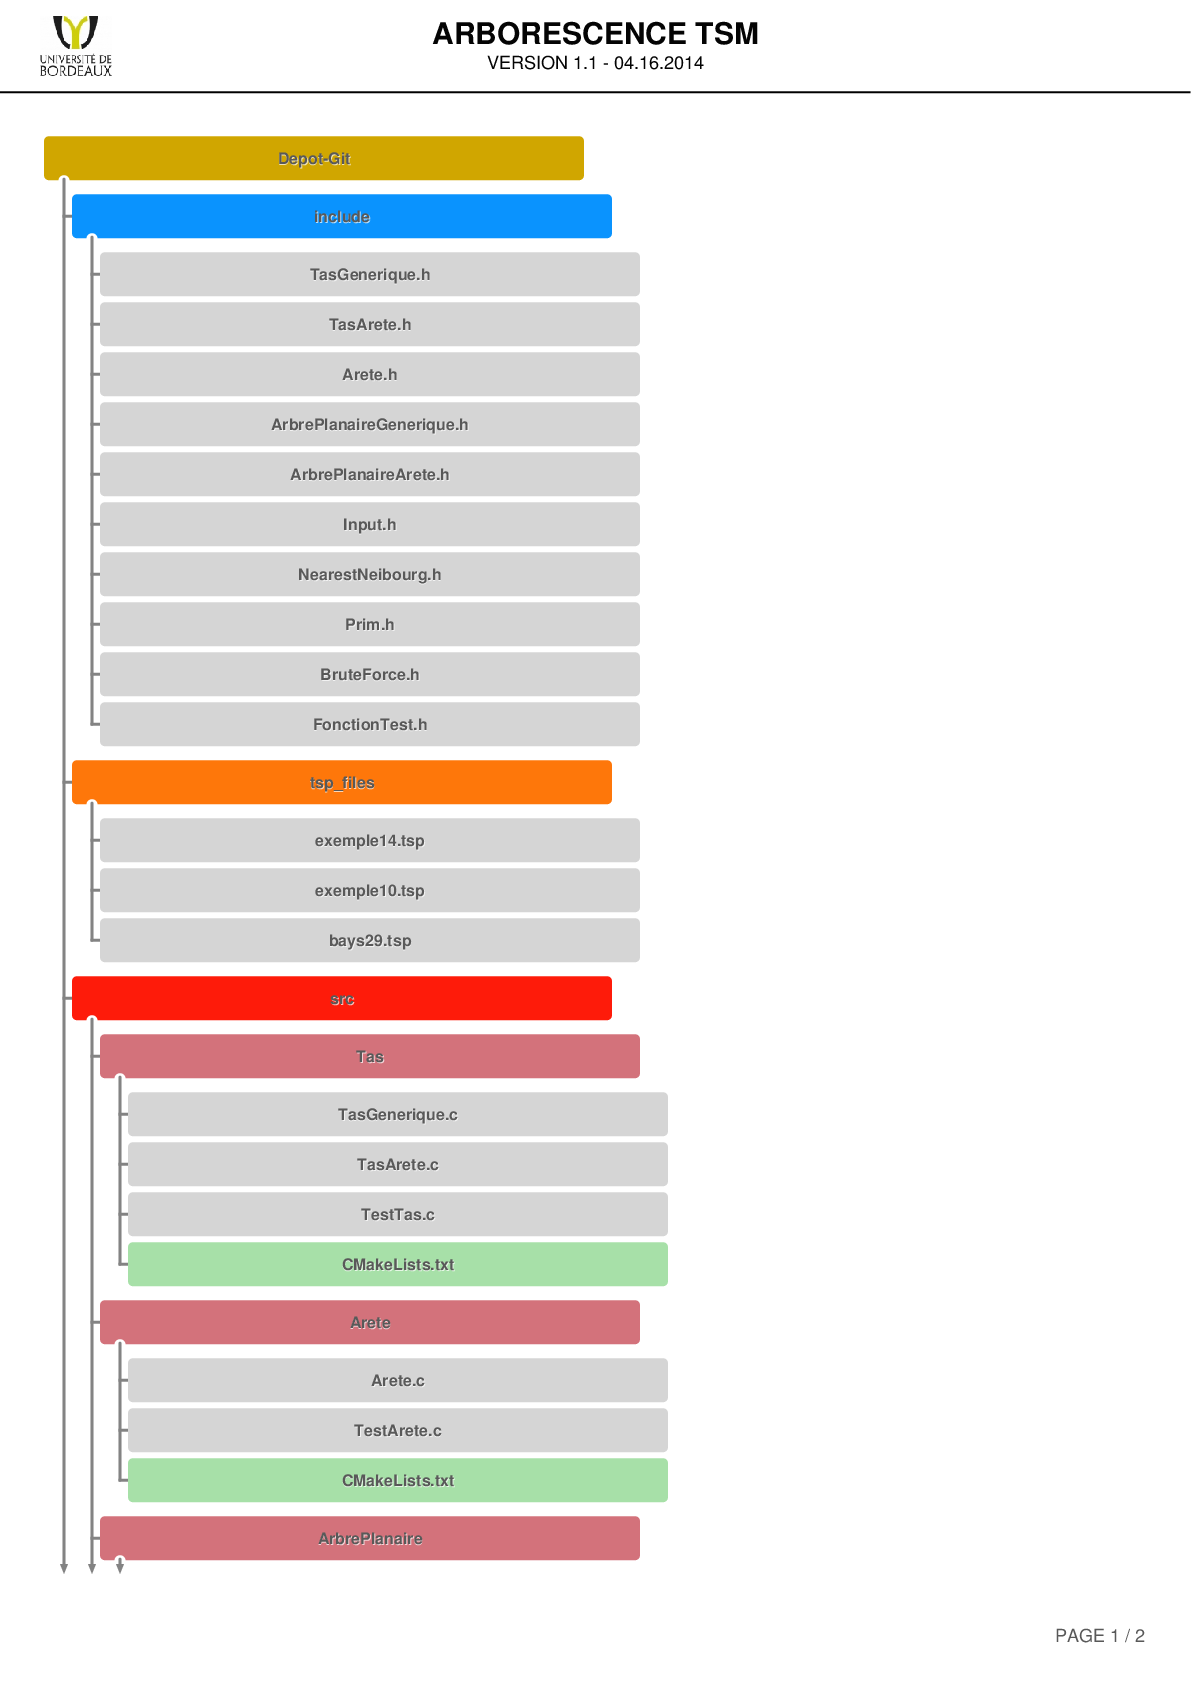 UNIVERSITÉ DE
BORDEAUX
ARBORESCENCE TSM
VERSION 1.1 - 04.16.2014
Depot-Git
include
TasGenerique.h
TasArete.h
Arete.h
ArbrePlanaireGenerique.h
ArbrePlanaireArete.h
Input.h
NearestNeibourg.h
Prim.h
BruteForce.h
FonctionTest.h
tsp_files
exemple14.tsp
exemple10.tsp
bays29.tsp
src
Tas
TasGenerique.c
TasArete.c
TestTas.c
CMakeLists.txt
Arete
Arete.c
TestArete.c
CMakeLists.txt
ArbrePlanaire
PAGE 1 / 2